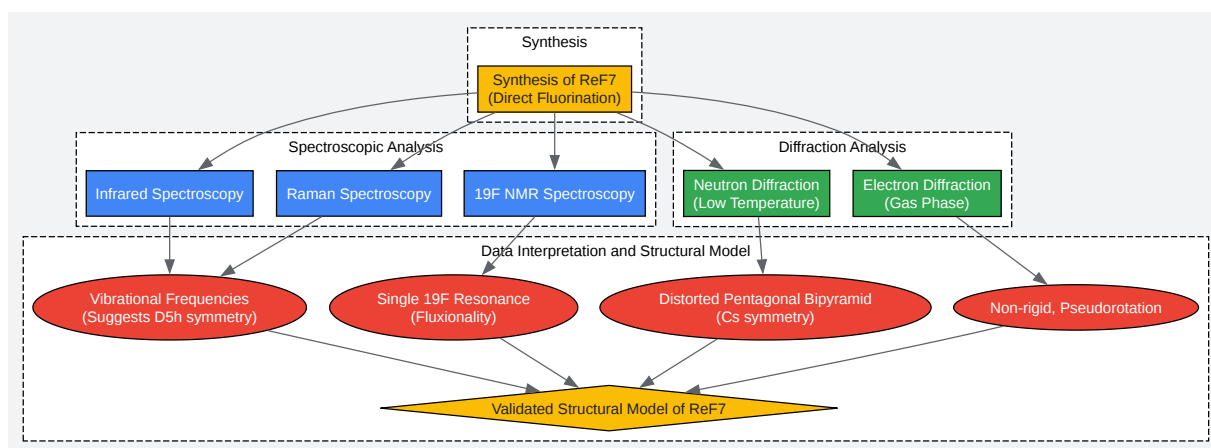 Synthesis
Synthesis of ReF7
(Direct Fluorination)
Spectroscopic Analysis
Diffraction Analysis
Infrared Spectroscopy
Raman Spectroscopy
19F NMR Spectroscopy
Neutron Diffraction
(Low Temperature)
Electron Diffraction
(Gas Phase)
Data Interpretation and Structural Model
Vibrational Frequencies
(Suggests D5h symmetry)
Single 19F Resonance
(Fluxionality)
Distorted Pentagonal Bipyramid
(Cs symmetry)
Non-rigid, Pseudorotation
Validated Structural Model of ReF7